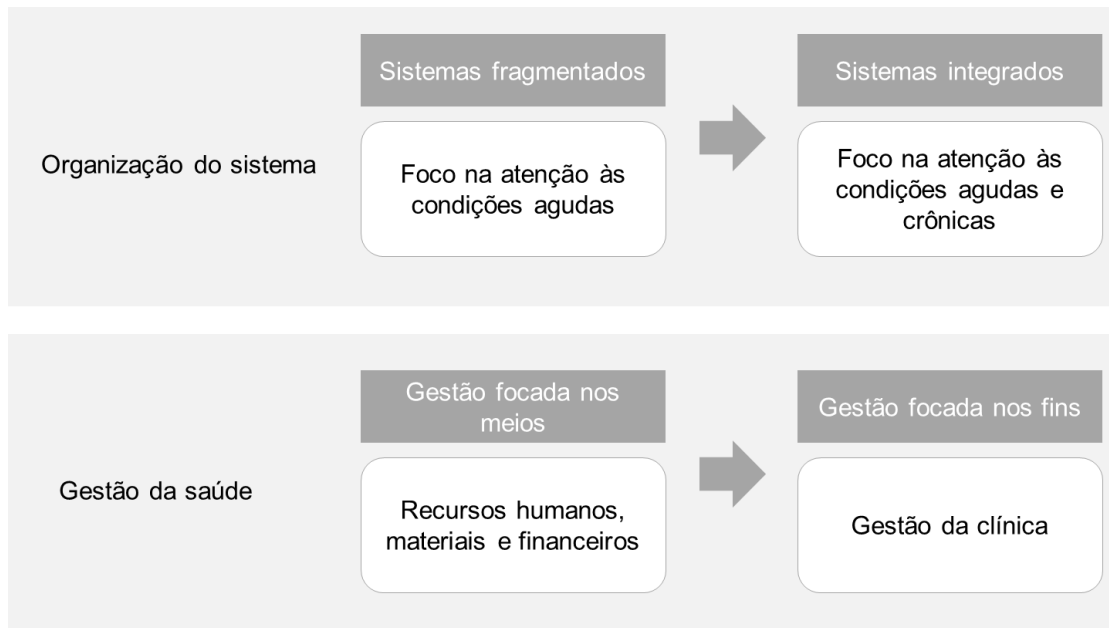 Sistemas fragmentados
Sistemas integrados
Organização do sistema
Foco na atenção às
condições agudas
Foco na atenção às
condições agudas e
crônicas
Gestão focada nos
meios
Gestão focada nos fins
Gestão da saúde
Recursos humanos,
materiais e financeiros
Gestão da clínica